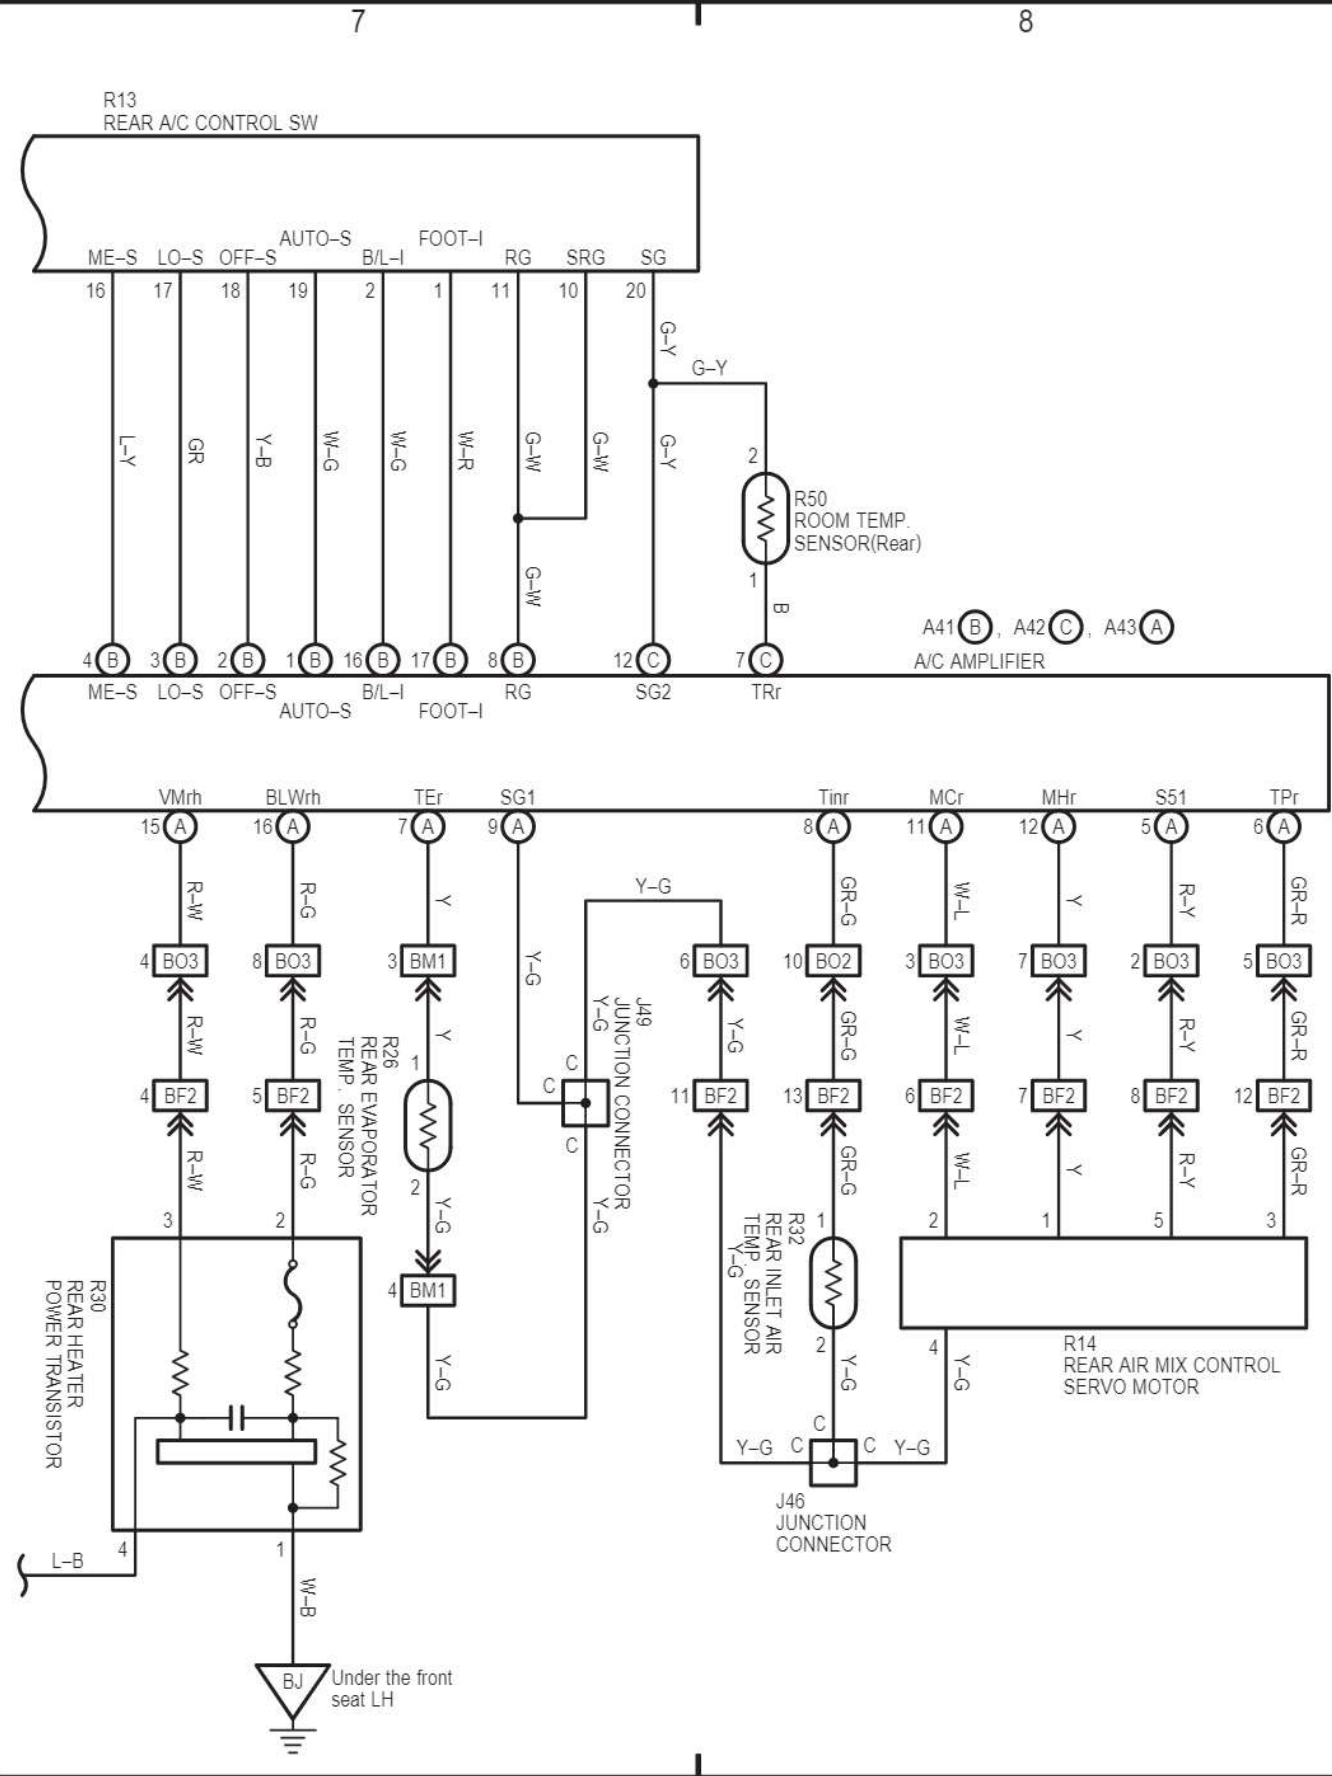 7 8
R13
REAR A/C CONTROL SW
AUTO–S FOOT–I
ME–S LO–S OFF–S B/L–I RG SRG SG
16 17 18 19 2 1 11 10 20
G–Y
G–Y
L–Y GR Y–B W–G W–G W–R G–W G–W G–Y
2
R50
ROOM TEMP.
SENSOR(Rear)
1
G–W
B
A41 B , A42 C , A43 A
A/C AMPLIFIER
4 B 3 B 2 B 1 B 16 B 17 B 8 B 12 C 7 C
ME–S LO–S OFF–S B/L–I RG SG2 TRr
AUTO–S FOOT–I
VMrh BLWrh TEr SG1 Tinr MCr MHr S51 TPr
15 A 16 A 7 A 9 A 8 A 11 A 12 A 5 A 6 A
Y–G
R–W R–G Y GR–G W–L Y R–Y GR–R
4 BO3 8 BO3 3 BM1 Y–G 6 BO3 10 BO2 3 BO3 7 BO3 2 BO3 5 BO3
R–W R–G Y Y–G Y–G GR–G W–L Y R–Y GR–R
J49
JUNCTION CONNECTOR
R26
REAR EVAPORATOR
TEMP. SENSOR
1
C
C
C
4 BF2 5 BF2 11 BF2 13 BF2 6 BF2 7 BF2 8 BF2 12 BF2
R–W R–G GR–G W–L Y R–Y GR–R
2
Y–G Y–G
3 2 1 2 1 5 3
R32
REAR INLET AIR
TEMP. SENSOR
Y–G
4 BM1
R30
REAR HEATER
POWER TRANSISTOR
Y–G
2
Y–G
4
Y–G
R14
REAR AIR MIX CONTROL
SERVO MOTOR
C
Y–G C C Y–G
J46
JUNCTION
CONNECTOR
4 1
L–B
W–B
BJ
Under the front
seat LH